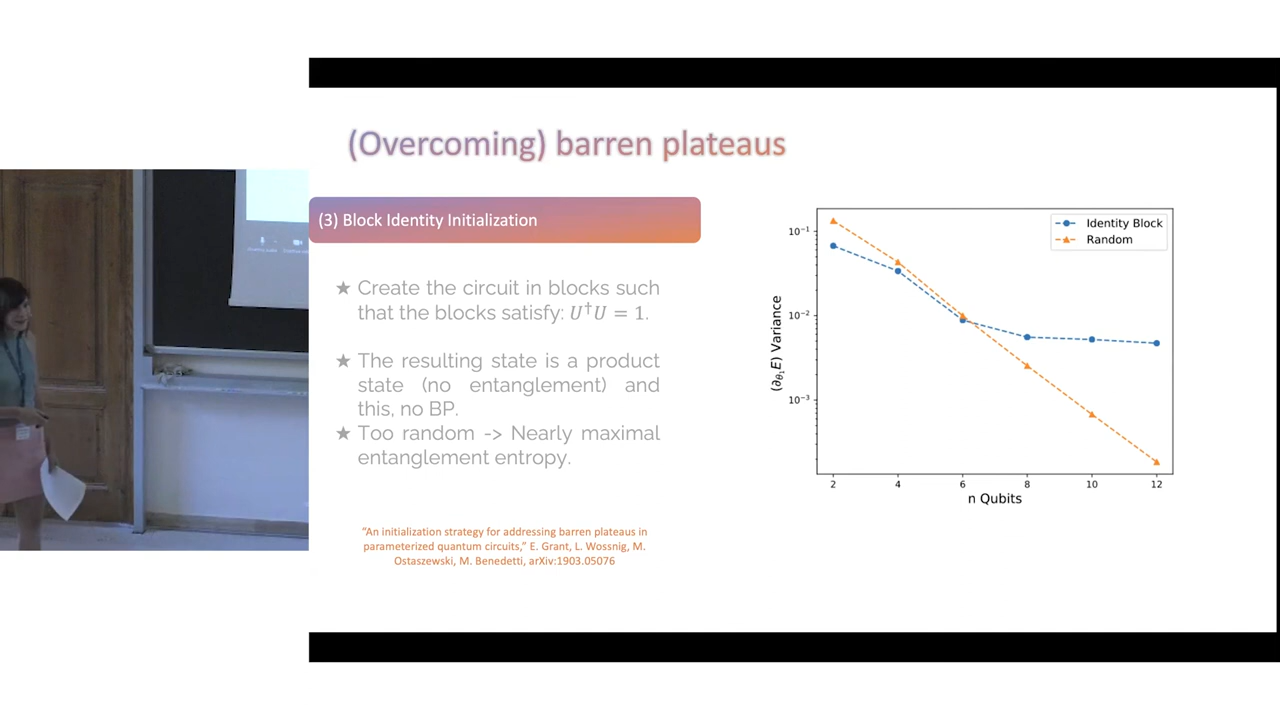 (Overcoming) barren plateaus
(3) Block Identity Initialization
★ Create the circuit in blocks such
that the blocks satisfy: U†U = 1.
★ The resulting state is a product
state (no entanglement) and
this, no BP.
★ Too random -> Nearly maximal
entanglement entropy.
“An initialization strategy for addressing barren plateaus in
parameterized quantum circuits,” E. Grant, L. Wossnig, M.
Ostaszewski, M. Benedetti, arXiv:1903.05076
Identity Block
Random
(∂θ₁E) Variance
10⁻¹
10⁻²
10⁻³
2 4 6 8 10 12
n Qubits